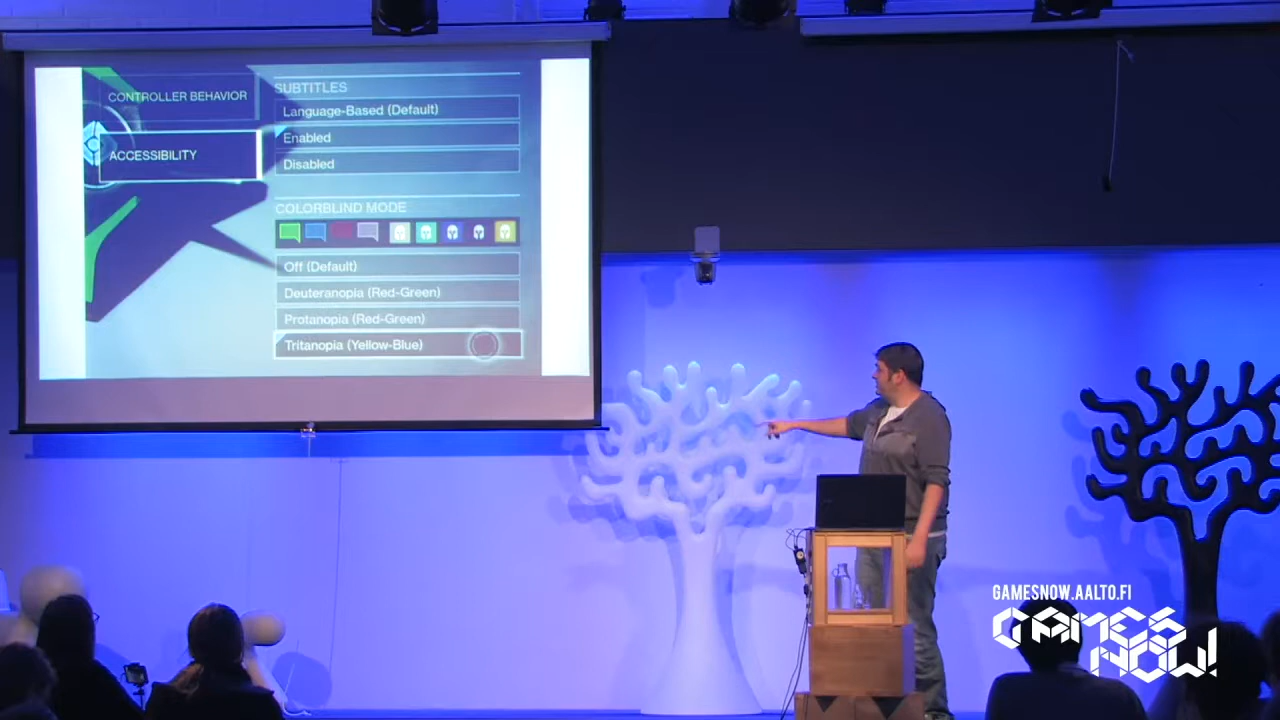 CONTROLLER BEHAVIOR
ACCESSIBILITY
SUBTITLES
Language-Based (Default)
Enabled
Disabled
COLORBLIND MODE
Off (Default)
Deuteranopia (Red-Green)
Protanopia (Red-Green)
Tritanopia (Yellow-Blue)
GAMESNOW.AALTO.FI
GAMES
NOW!